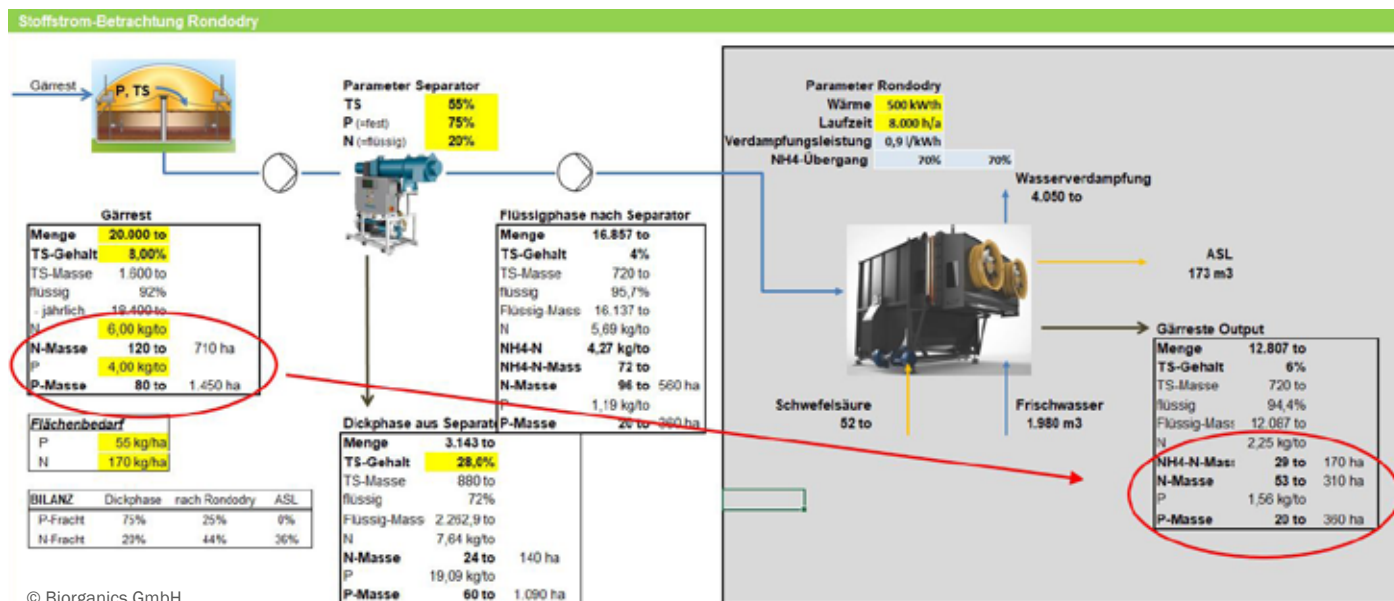 Stoffstrom-Betrachtung Rondodry
Gärrest
P, TS
Parameter Separator
TS 55%
P (=fest) 75%
N (=flüssig) 20%
Parameter Rondodry
Wärme 500 kWth
Laufzeit 8.000 h/a
Verdampfungsleistung 0,9 l/kWh
NH4-Übergang 70% 70%
Wasserverdampfung
4.050 to
ASL
173 m3
Schwefelsäure
52 to
Frischwasser
1.980 m3
Gärrest
Menge 20.000 to
TS-Gehalt 8,00%
TS-Masse 1.600 to
flüssig 92%
- jährlich 18.400 to
N 6,00 kg/to
N-Masse 120 to 710 ha
P 4,00 kg/to
P-Masse 80 to 1.450 ha
Flächenbedarf
P 55 kg/ha
N 170 kg/ha
BILANZ Dickphase nach Rondodry ASL
P-Fracht 75% 25% 0%
N-Fracht 20% 44% 36%
Flüssigphase nach Separator
Menge 16.857 to
TS-Gehalt 4%
TS-Masse 720 to
flüssig 95,7%
Flüssig-Mass 16.137 to
N 5,69 kg/to
NH4-N 4,27 kg/to
NH4-N-Mass 72 to
N-Masse 96 to 560 ha
P 1,19 kg/to
P-Masse 20 to 360 ha
Dickphase aus Separato
Menge 3.143 to
TS-Gehalt 28,0%
TS-Masse 880 to
flüssig 72%
Flüssig-Mass 2.262,9 to
N 7,64 kg/to
N-Masse 24 to 140 ha
P 19,09 kg/to
P-Masse 60 to 1.090 ha
Gärreste Output
Menge 12.807 to
TS-Gehalt 6%
TS-Masse 720 to
flüssig 94,4%
Flüssig-Mass 12.087 to
N 2,25 kg/to
NH4-N-Mass 29 to 170 ha
N-Masse 53 to 310 ha
P 1,56 kg/to
P-Masse 20 to 360 ha
© Biorganics GmbH